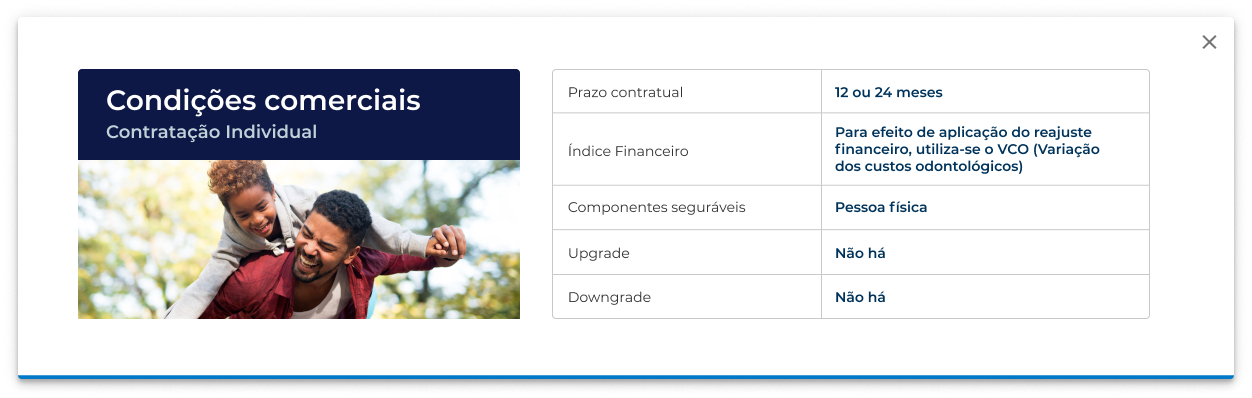 Condições comerciais
Contratação Individual
Prazo contratual
12 ou 24 meses
Índice Financeiro
Para efeito de aplicação do reajuste
financeiro, utiliza-se o VCO (Variação
dos custos odontológicos)
Componentes seguráveis
Pessoa física
Upgrade
Não há
Downgrade
Não há